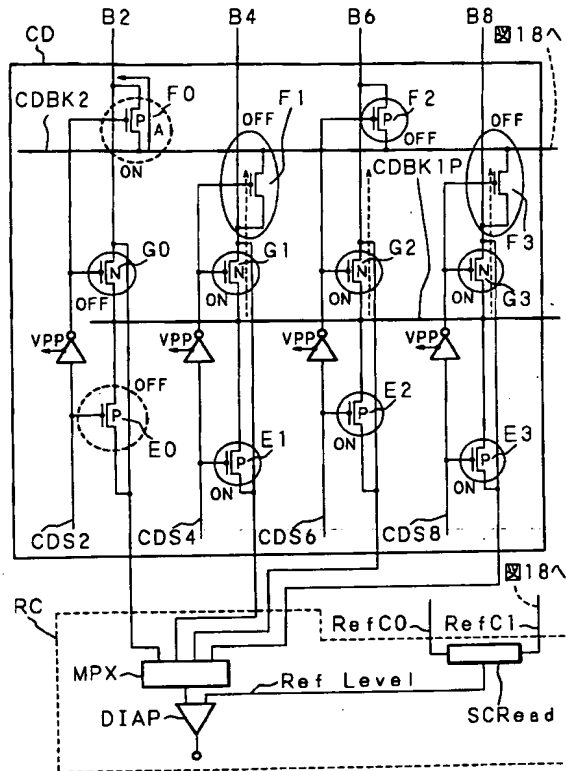 B2 B4 B6 B8
CD
図18へ
F0
CDBK2
P
A
ON
F1
OFF
F2
P
OFF
OFF
CDBK1P
F3
G0
N
OFF
G1
N
ON
G2
N
ON
N
ON
G3
VPP VPP VPP VPP
OFF
P
E0
E1
P
ON
E2
P
ON
E3
P
ON
CDS2 CDS4 CDS6 CDS8
図18へ
RC
RefC0 RefC1
MPX
Ref Level
DIAP
SCRead